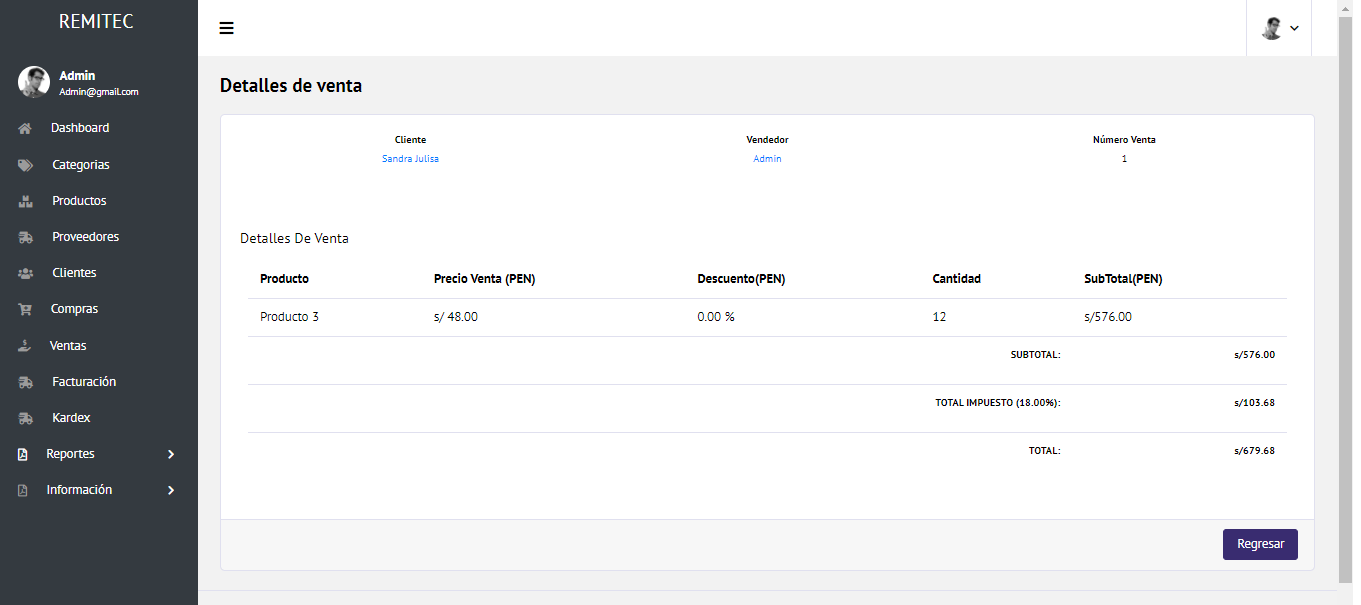 REMITEC
Admin
Admin@gmail.com
Dashboard
Categorias
Productos
Proveedores
Clientes
Compras
Ventas
Facturación
Kardex
Reportes
Información
Detalles de venta
Cliente Vendedor Número Venta
Sandra Julisa Admin 1
Detalles De Venta
Producto Precio Venta (PEN) Descuento(PEN) Cantidad SubTotal(PEN)
Producto 3 s/ 48.00 0.00 % 12 s/576.00
SUBTOTAL: s/576.00
TOTAL IMPUESTO (18.00%): s/103.68
TOTAL: s/679.68
Regresar